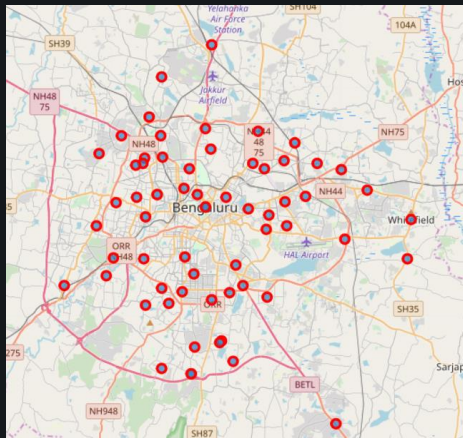 Yelahanka
Air Force
Station
SH104
104A
SH39
Jakkur
Airfield
NH48
75
Hos
NH48
NH44
48
75
NH75
NH44
Bengaluru
Whitefield
ORR
NH48
HAL Airport
SH35
ORR
275
Sarjap
BETL
NH948
SH87